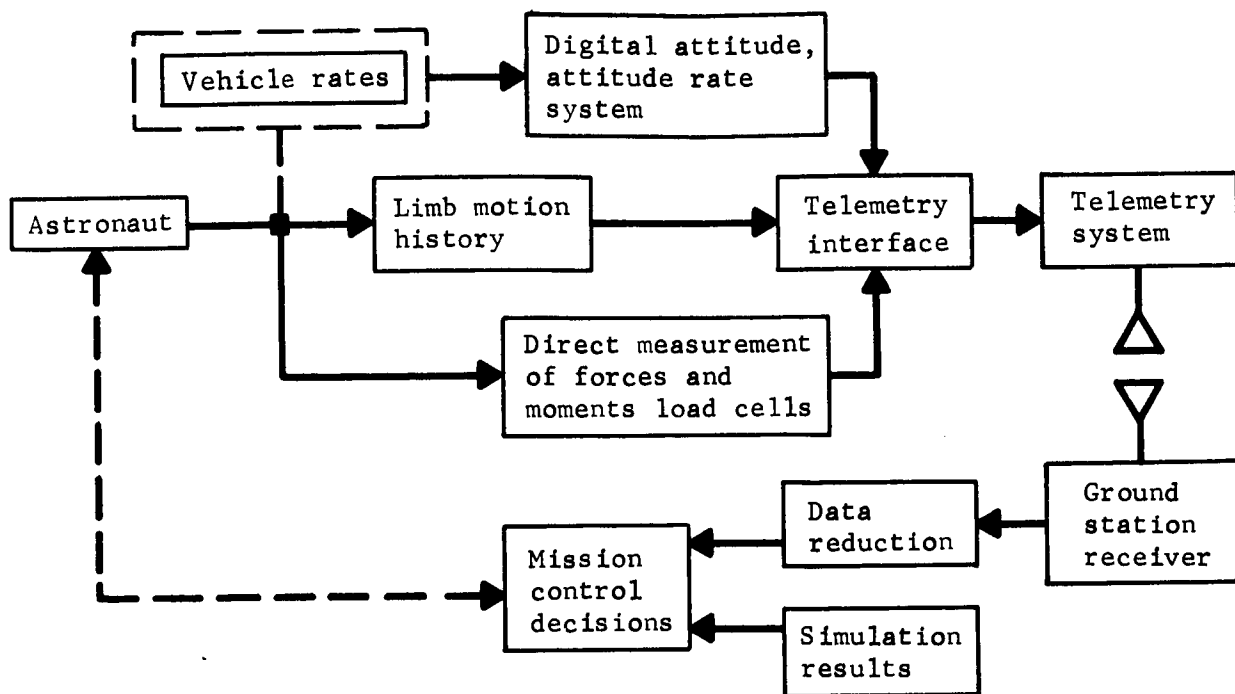 Vehicle rates
Digital attitude,
attitude rate
system
Astronaut
Limb motion
history
Telemetry
interface
Telemetry
system
Direct measurement
of forces and
moments load cells
Ground
station
receiver
Data
reduction
Mission
control
decisions
Simulation
results